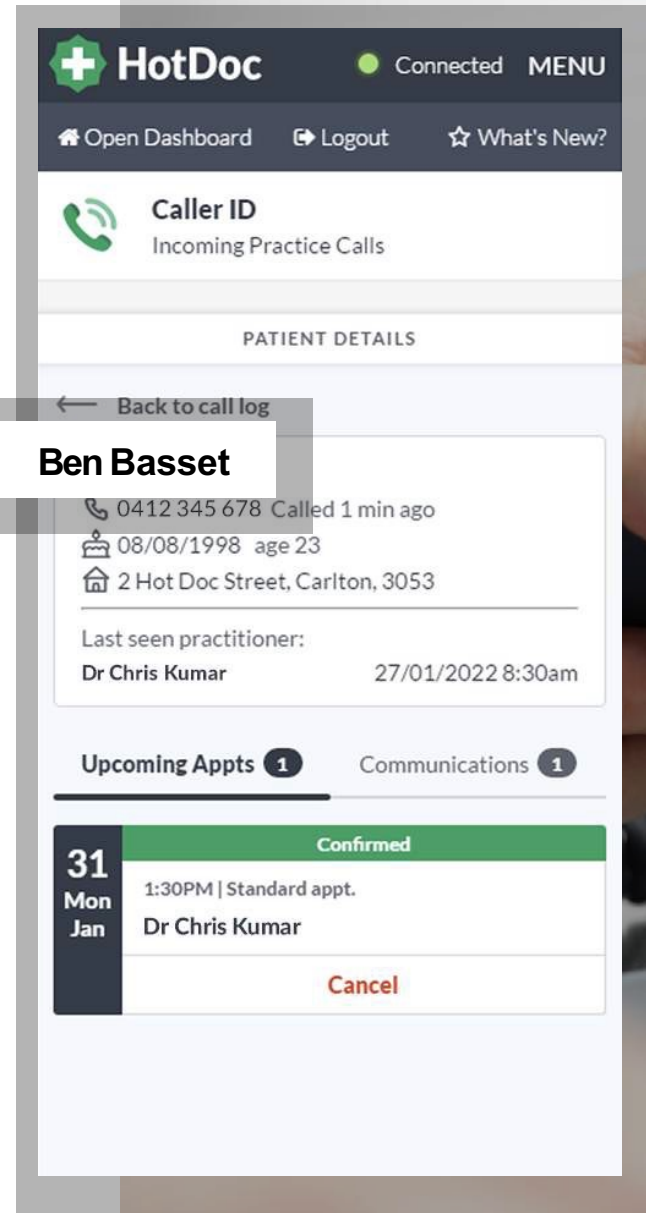 HotDoc
Connected MENU
Open Dashboard Logout What's New?
Caller ID
Incoming Practice Calls
PATIENT DETAILS
Back to call log
Ben Basset
0412 345 678 Called 1 min ago
08/08/1998 age 23
2 Hot Doc Street, Carlton, 3053
Last seen practitioner:
Dr Chris Kumar 27/01/2022 8:30am
Upcoming Appts 1 Communications 1
31
Mon
Jan
Confirmed
1:30PM | Standard appt.
Dr Chris Kumar
Cancel